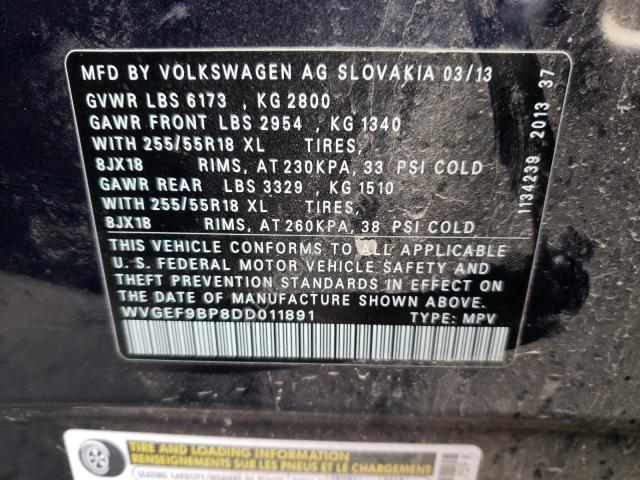 MFD BY VOLKSWAGEN AG SLOVAKIA 03/13
GVWR LBS 6173 , KG 2800
GAWR FRONT LBS 2954 , KG 1340
WITH 255/55R18 XL TIRES,
8JX18 RIMS, AT 230KPA, 33 PSI COLD
GAWR REAR LBS 3329 , KG 1510
WITH 255/55R18 XL TIRES,
8JX18 RIMS, AT 260KPA, 38 PSI COLD
THIS VEHICLE CONFORMS TO ALL APPLICABLE
U. S. FEDERAL MOTOR VEHICLE SAFETY AND
THEFT PREVENTION STANDARDS IN EFFECT ON
THE DATE OF MANUFACTURE SHOWN ABOVE.
WVGEF9BP8DD011891 TYPE: MPV
1134239 2013 37
TIRE AND LOADING INFORMATION
RENSEIGNEMENTS SUR LES PNEUS ET LE CHARGEMENT
SEATING CAPACITY